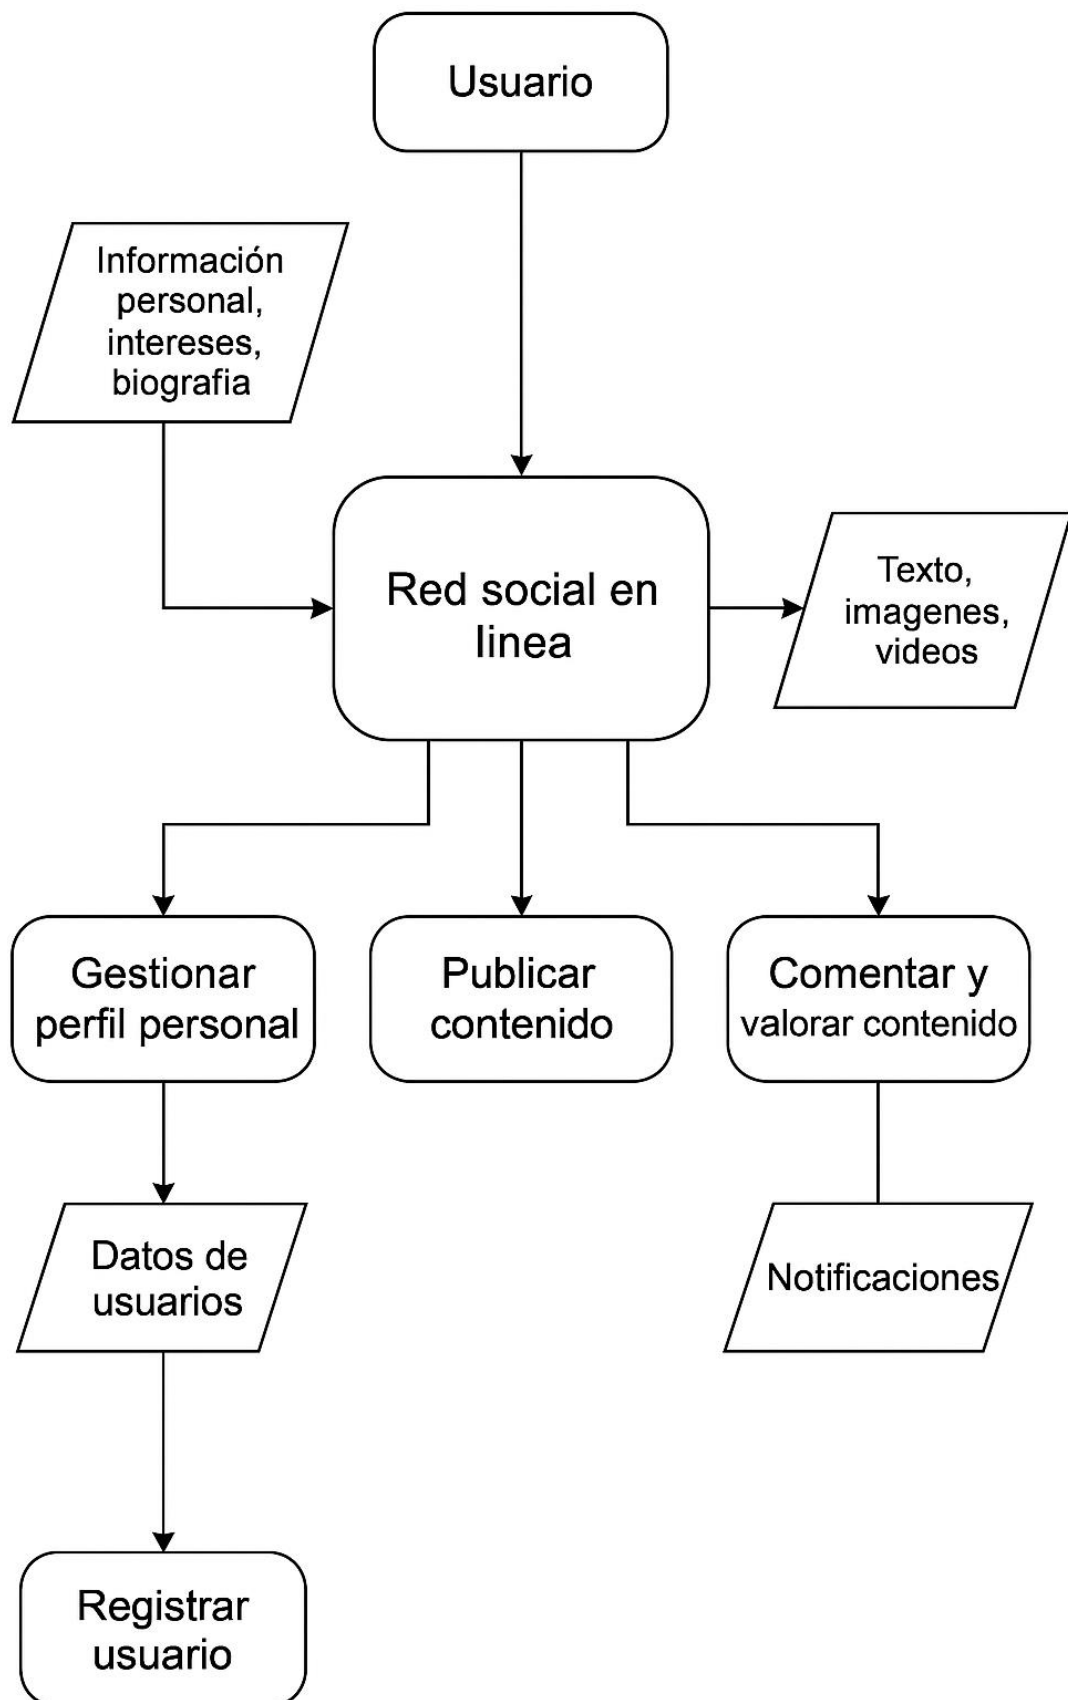 Usuario
Información
personal,
intereses,
biografia
Red social en
linea
Texto,
imagenes,
videos
Gestionar
perfil personal
Publicar
contenido
Comentar y
valorar contenido
Datos de
usuarios
Notificaciones
Registrar
usuario